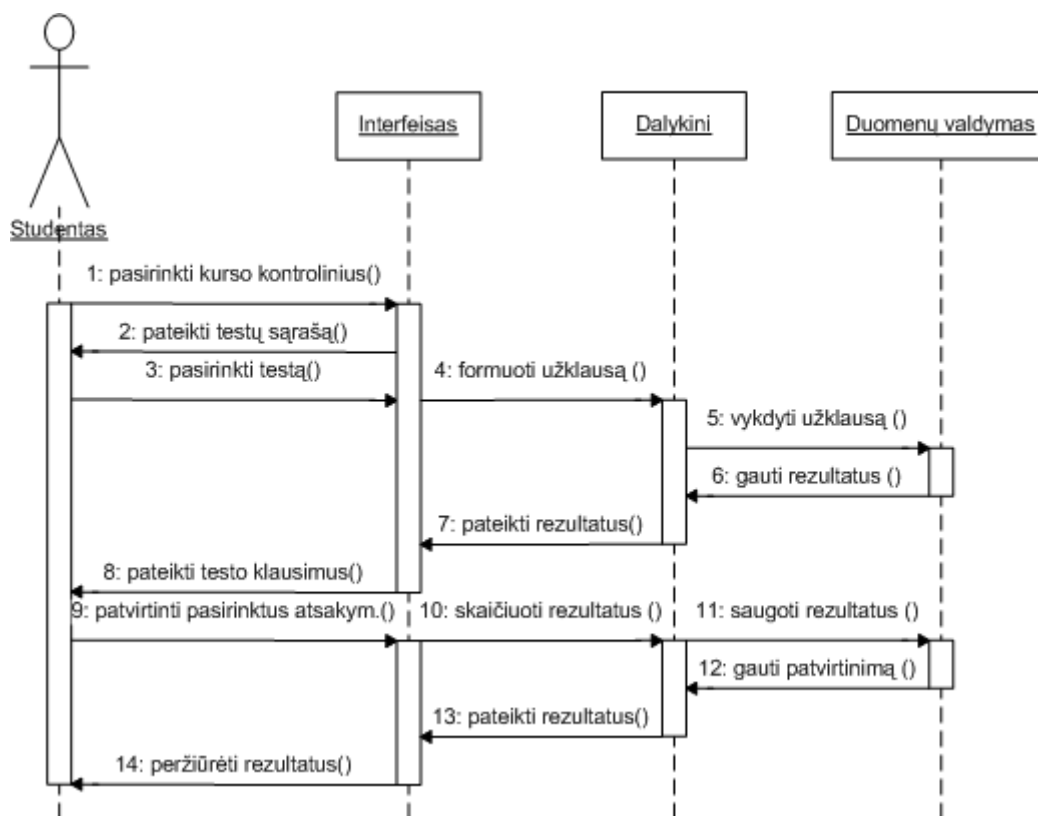 Interfeisas
Dalykini
Duomenų valdymas
Studentas
1: pasirinkti kurso kontrolinius()
2: pateikti testų sąrašą()
3: pasirinkti testą()
4: formuoti užklausą ()
5: vykdyti užklausą ()
6: gauti rezultatus ()
7: pateikti rezultatus()
8: pateikti testo klausimus()
9: patvirtinti pasirinktus atsakym.()
10: skaičiuoti rezultatus ()
11: saugoti rezultatus ()
12: gauti patvirtinimą ()
13: pateikti rezultatus()
14: peržiūrėti rezultatus()